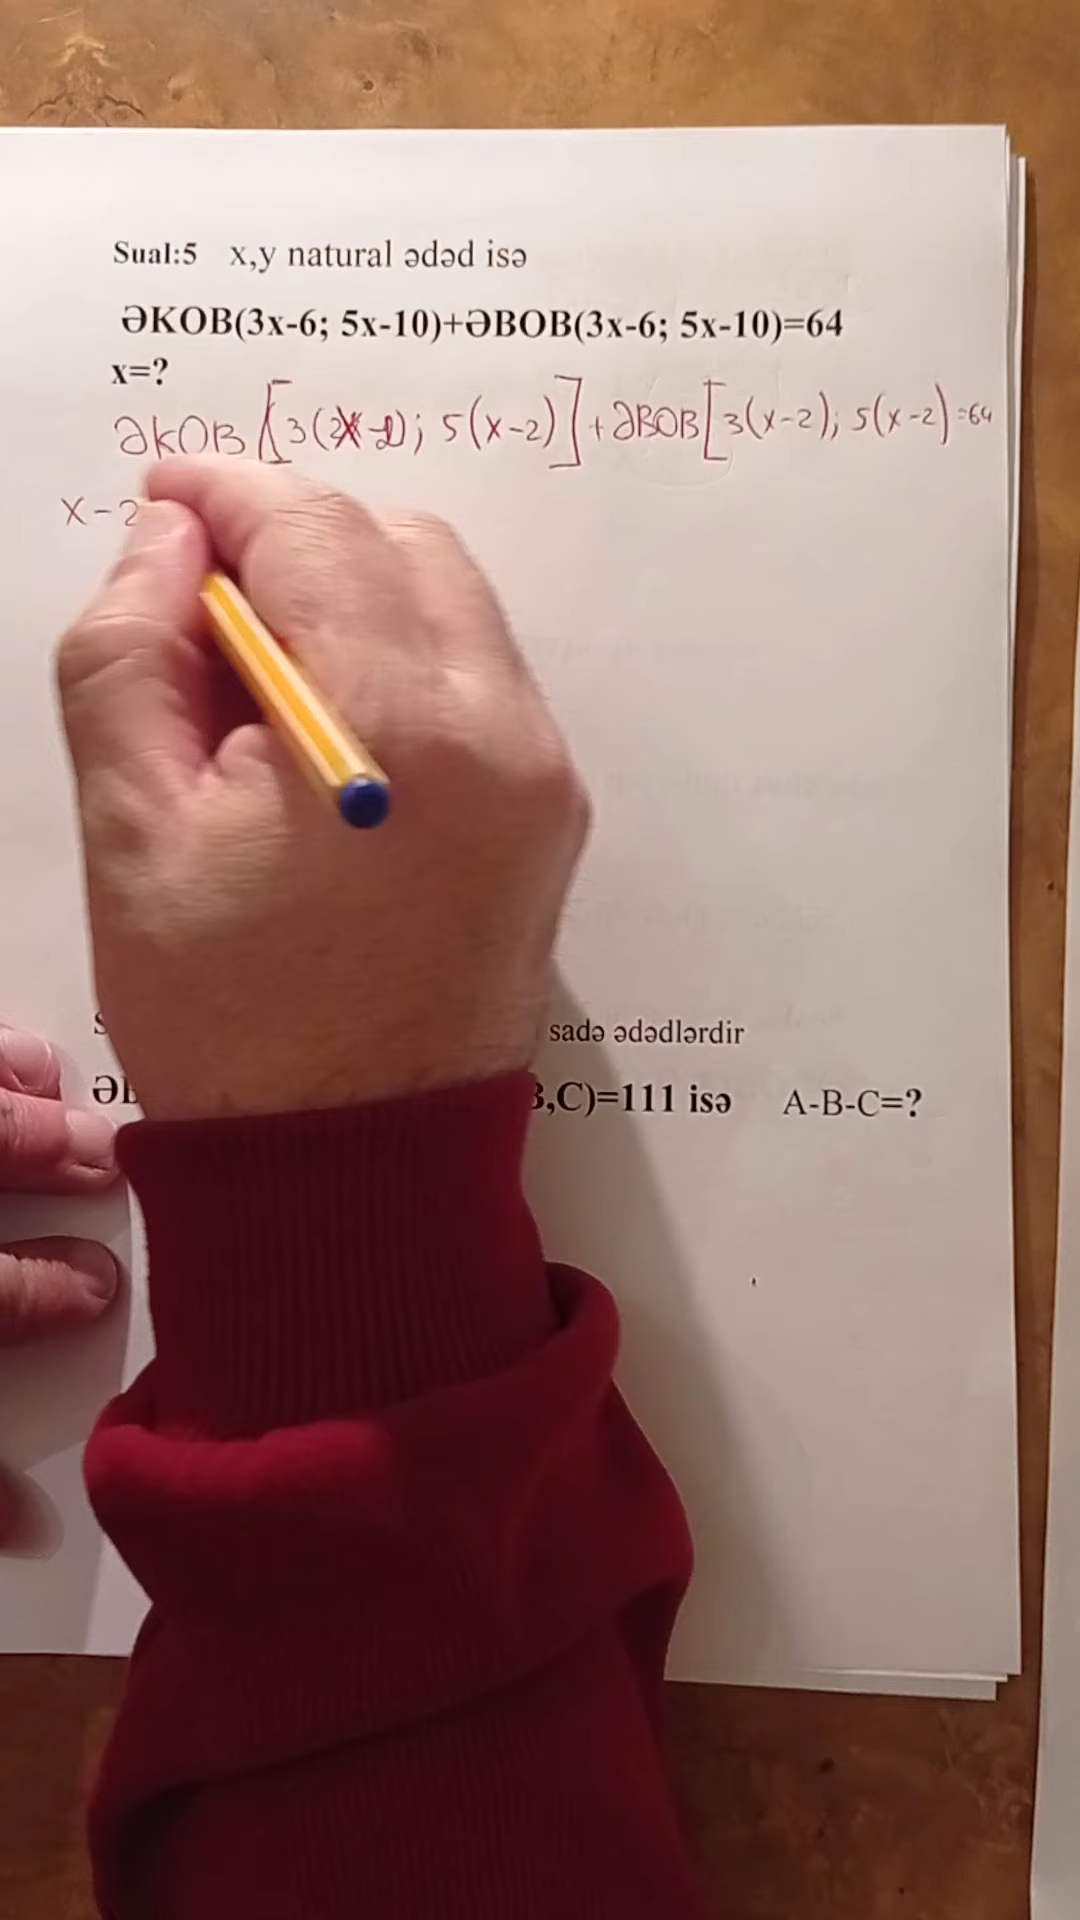 Sual:5 x,y natural ədəd isə
ƏKOB(3x-6; 5x-10)+ƏBOB(3x-6; 5x-10)=64
x=?
ƏKOB[3(x-2); 5(x-2)]+ƏBOB[3(x-2); 5(x-2)=64
x-2
sadə ədədlərdir
,C)=111 isə A-B-C=?